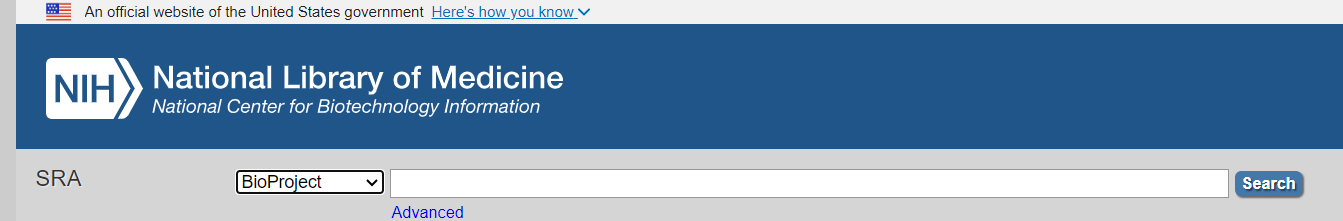 An official website of the United States government Here's how you know
NIH National Library of Medicine
National Center for Biotechnology Information
SRA BioProject Search
Advanced